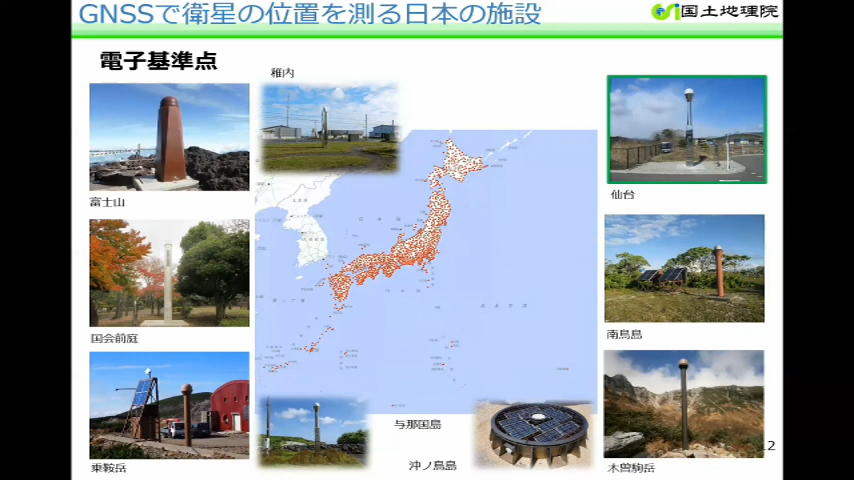 GNSSで衛星の位置を測る日本の施設
国土地理院
電子基準点
稚内
富士山
仙台
国会前庭
南鳥島
与那国島
乗鞍岳
沖ノ鳥島
木曽駒岳
12